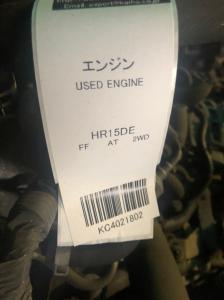 エンジン
USED ENGINE
HR15DE
FF AT 2WD
KC4021802